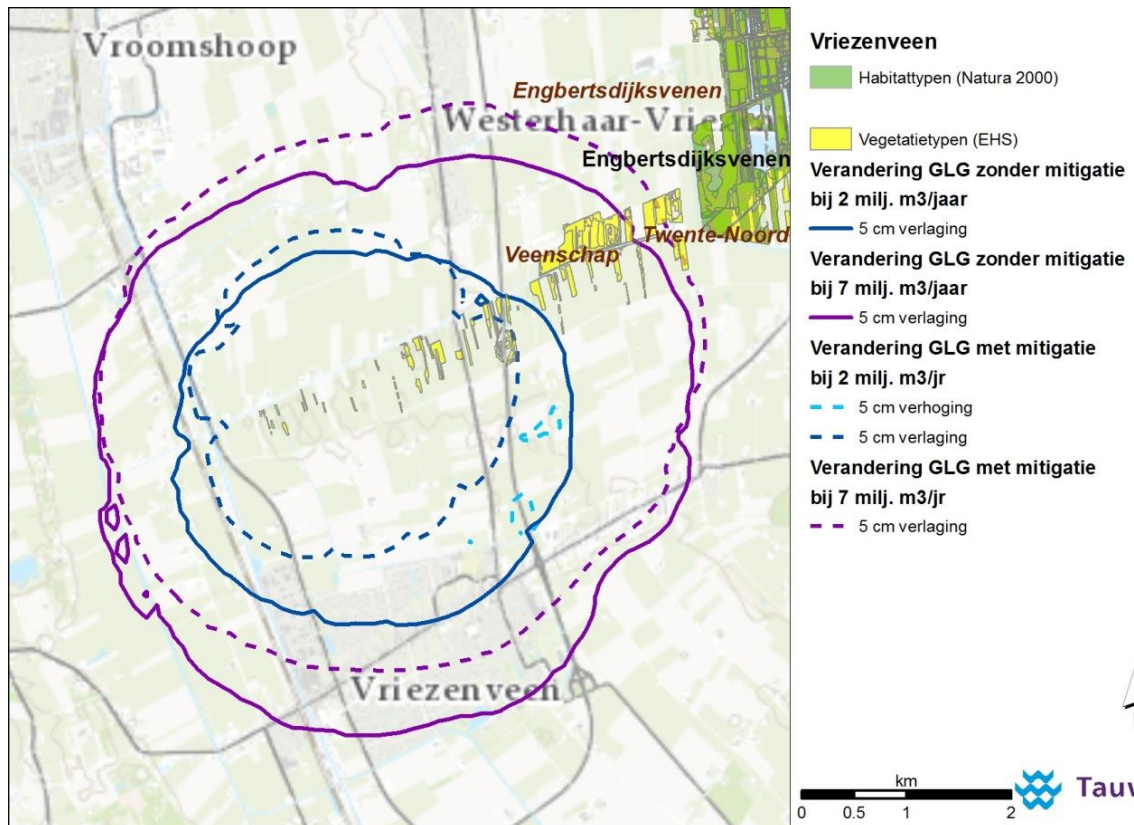 Vroomshoop
Engbertsdijksvenen
Engbertsdijksvenen
Veenschap
Twente-Noord
Vriezenveen
Vriezenveen
Habitattypen (Natura 2000)
Vegetatietypen (EHS)
Verandering GLG zonder mitigatie
bij 2 milj. m3/jaar
5 cm verlaging
Verandering GLG zonder mitigatie
bij 7 milj. m3/jaar
5 cm verlaging
Verandering GLG met mitigatie
bij 2 milj. m3/jr
5 cm verhoging
5 cm verlaging
Verandering GLG met mitigatie
bij 7 milj. m3/jr
5 cm verlaging
km
0 0.5 1 2